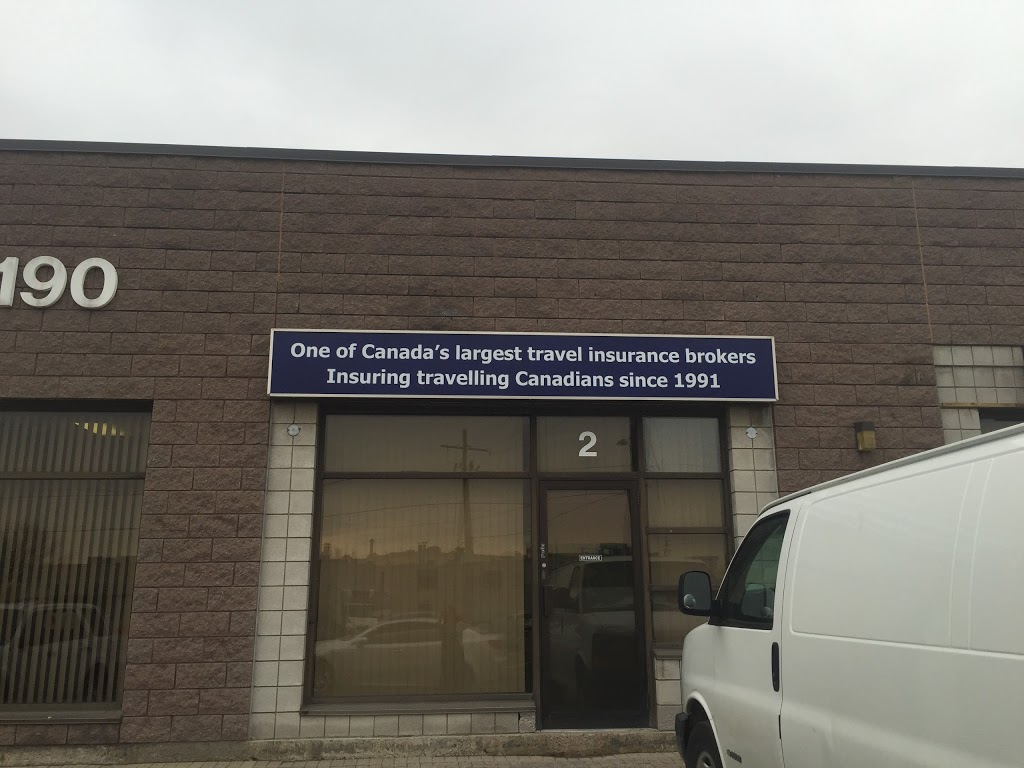 190
One of Canada's largest travel insurance brokers
Insuring travelling Canadians since 1991
2
ENTRANCE